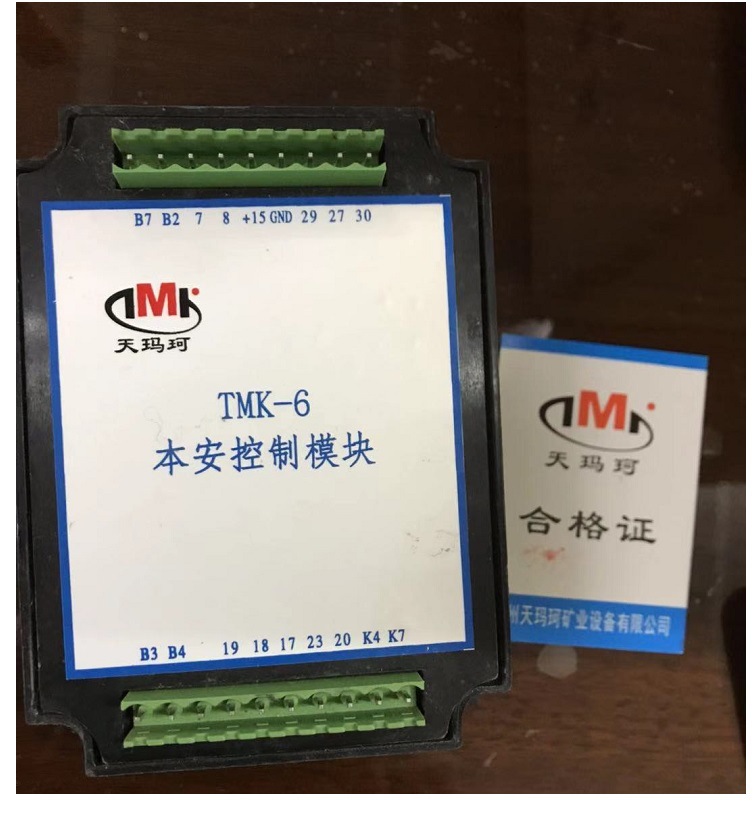 B7 B2 7 8 +15 GND 29 27 30
TMK
天玛珂
TMK-6
本安控制模块
B3 B4 19 18 17 23 20 K4 K7
TMK
天玛珂
合格证
州天玛珂矿业设备有限公司